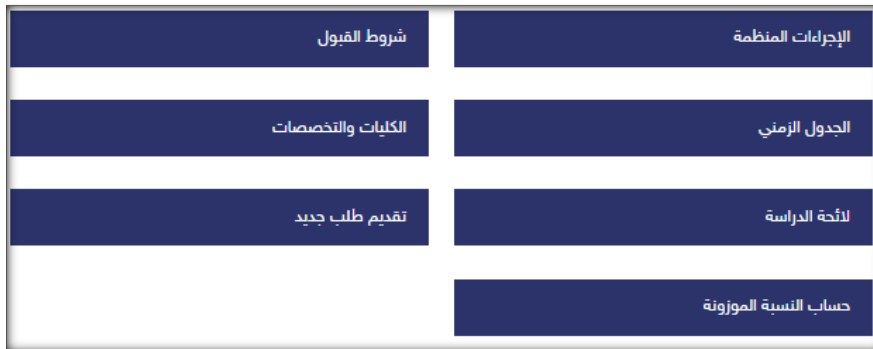 الإجراءات المنظمة
شروط القبول
الجدول الزمني
الكليات والتخصصات
لائحة الدراسة
تقديم طلب جديد
حساب النسبة الموزونة